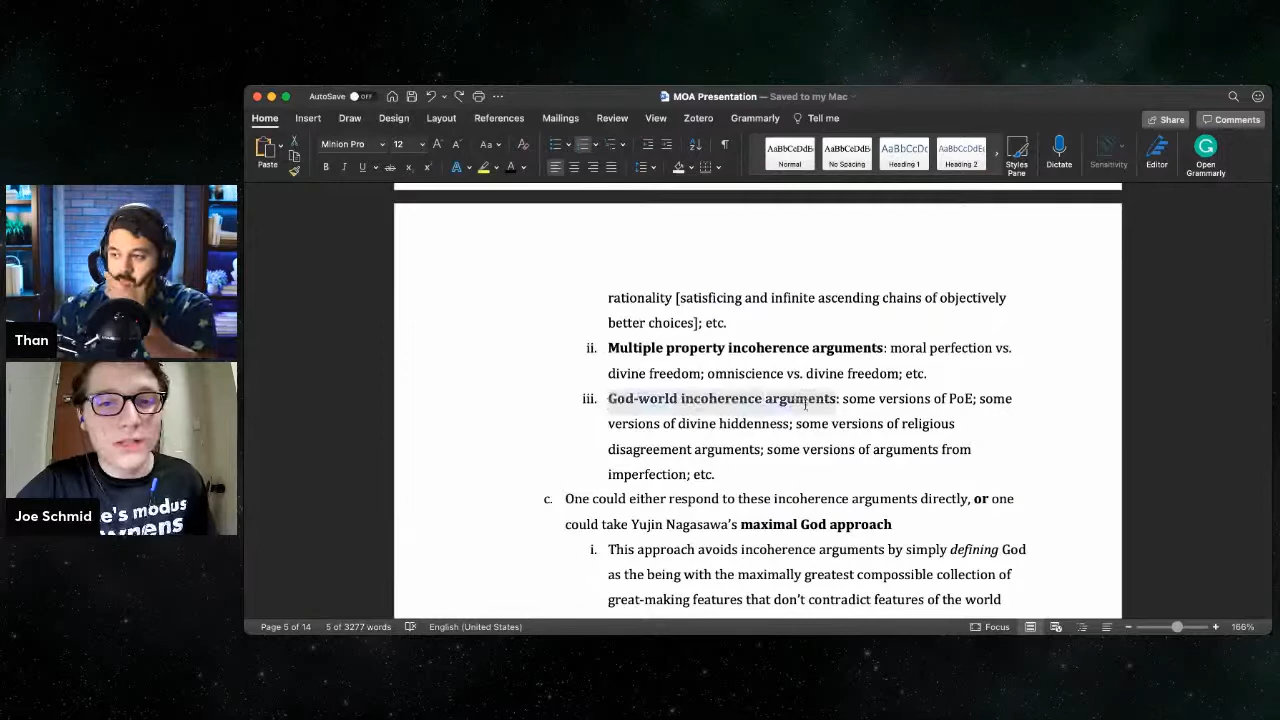 AutoSave OFF
MOA Presentation — Saved to my Mac
Home Insert Draw Design Layout References Mailings Review View Zotero Grammarly Tell me
Share Comments
Paste
Minion Pro 12
AaBbCcDdEe AaBbCcDdEe AaBbCcDc AaBbCcDdEe
Normal No Spacing Heading 1 Heading 2
Styles Pane
Dictate
Sensitivity
Editor
Open Grammarly
rationality [satisficing and infinite ascending chains of objectively
better choices]; etc.
ii. Multiple property incoherence arguments: moral perfection vs.
divine freedom; omniscience vs. divine freedom; etc.
iii. God-world incoherence arguments: some versions of PoE; some
versions of divine hiddenness; some versions of religious
disagreement arguments; some versions of arguments from
imperfection; etc.
c. One could either respond to these incoherence arguments directly, or one
could take Yujin Nagasawa's maximal God approach
i. This approach avoids incoherence arguments by simply defining God
as the being with the maximally greatest compossible collection of
great-making features that don't contradict features of the world
Page 5 of 14 5 of 3277 words English (United States) Focus 166%
Than
Joe Schmid
e's modus